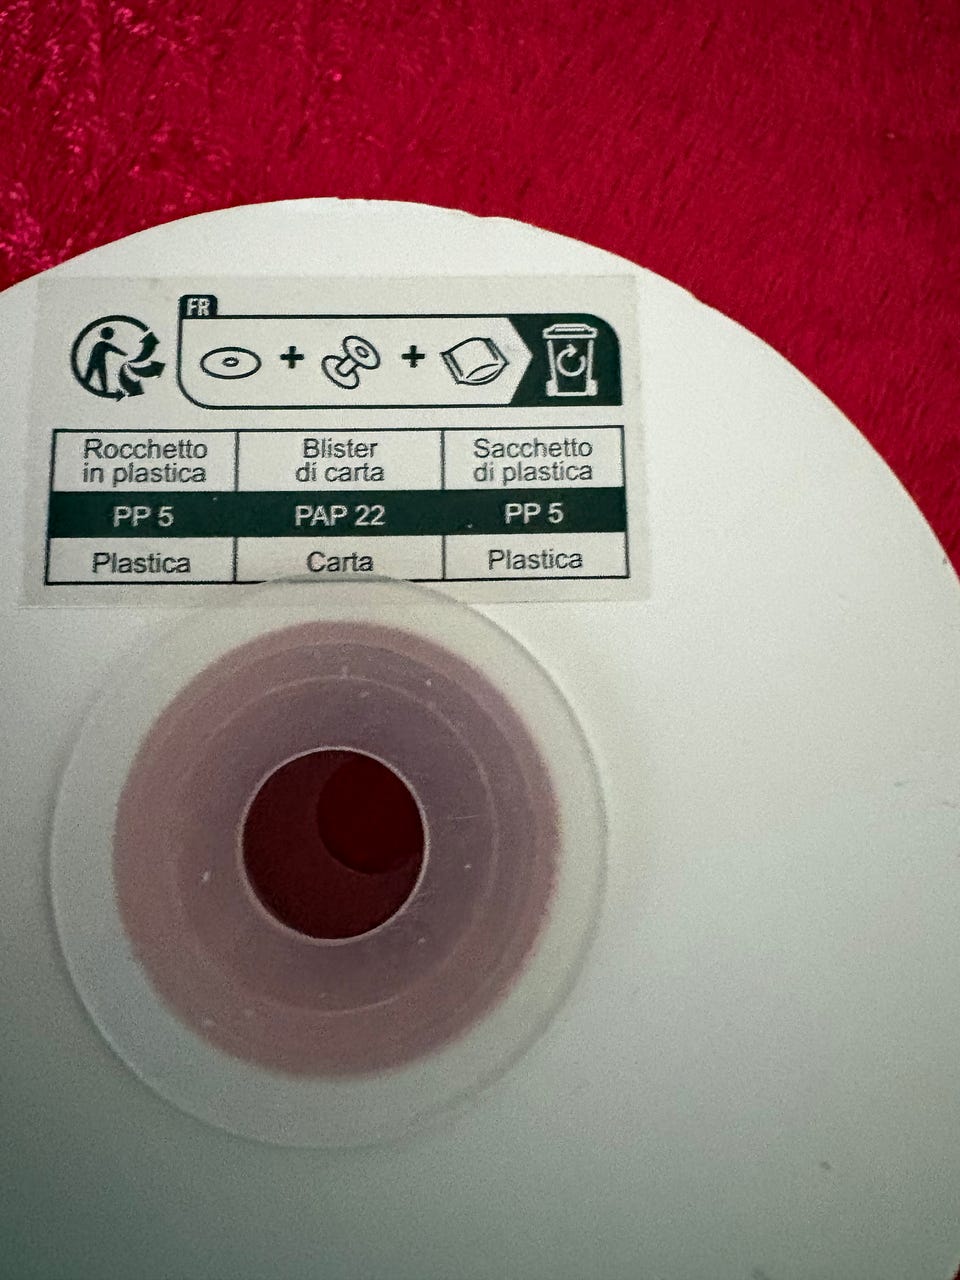 FR
+ +
Rocchetto
in plastica
Blister
di carta
Sacchetto
di plastica
PP 5
PAP 22
PP 5
Plastica
Carta
Plastica